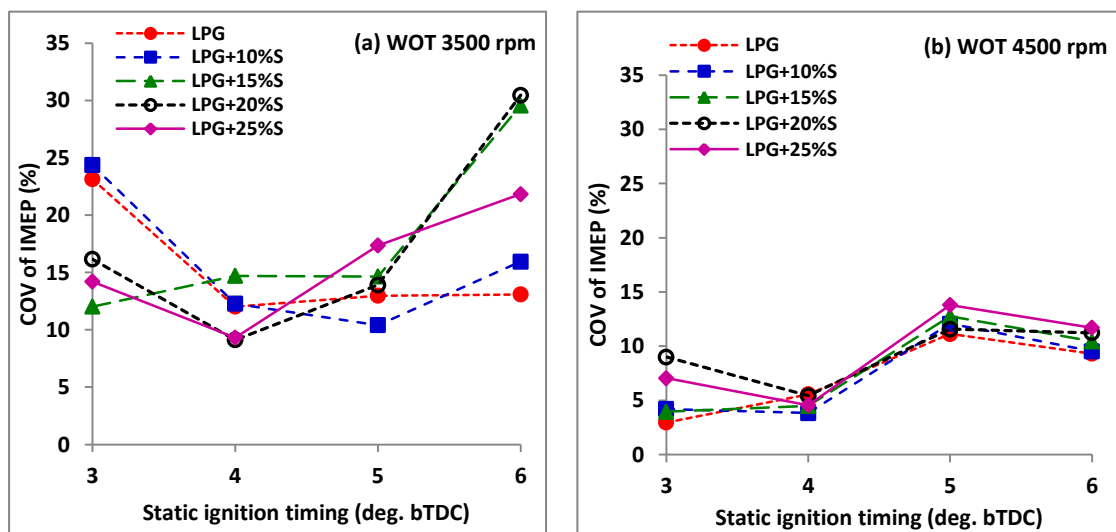 (a) WOT 3500 rpm
LPG
LPG+10%S
LPG+15%S
LPG+20%S
LPG+25%S
COV of IMEP (%)
35
30
25
20
15
10
5
0
3 4 5 6
Static ignition timing (deg. bTDC)
(b) WOT 4500 rpm
LPG
LPG+10%S
LPG+15%S
LPG+20%S
LPG+25%S
COV of IMEP (%)
35
30
25
20
15
10
5
0
3 4 5 6
Static ignition timing (deg. bTDC)